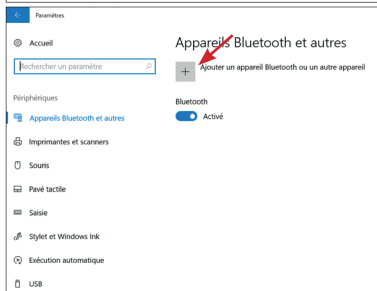 Paramètres
Accueil
Rechercher un paramètre
Périphériques
Appareils Bluetooth et autres
Imprimantes et scanners
Souris
Pavé tactile
Saisie
Stylet et Windows Ink
Exécution automatique
USB
Appareils Bluetooth et autres
Ajouter un appareil Bluetooth ou un autre appareil
Bluetooth
Activé